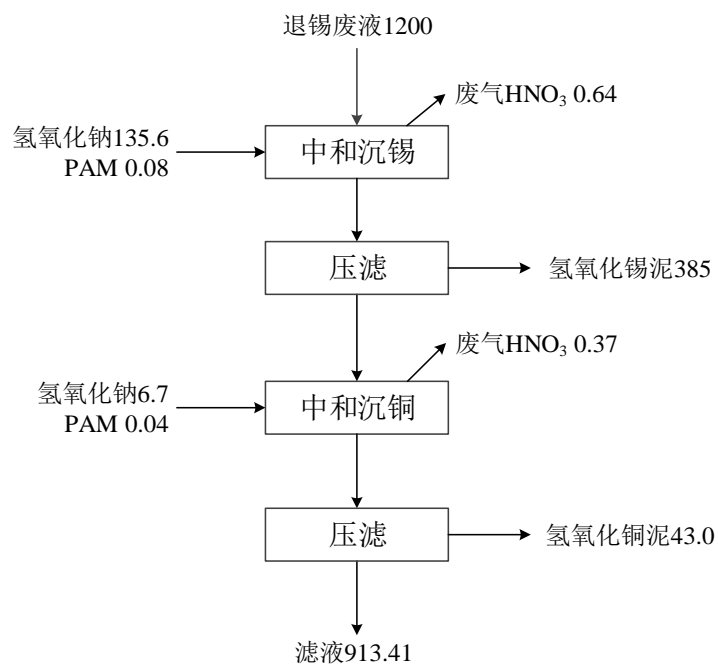 退锡废液1200
废气HNO₃ 0.64
氢氧化钠135.6
PAM 0.08
中和沉锡
压滤
氢氧化锡泥385
废气HNO₃ 0.37
氢氧化钠6.7
PAM 0.04
中和沉铜
压滤
氢氧化铜泥43.0
滤液913.41